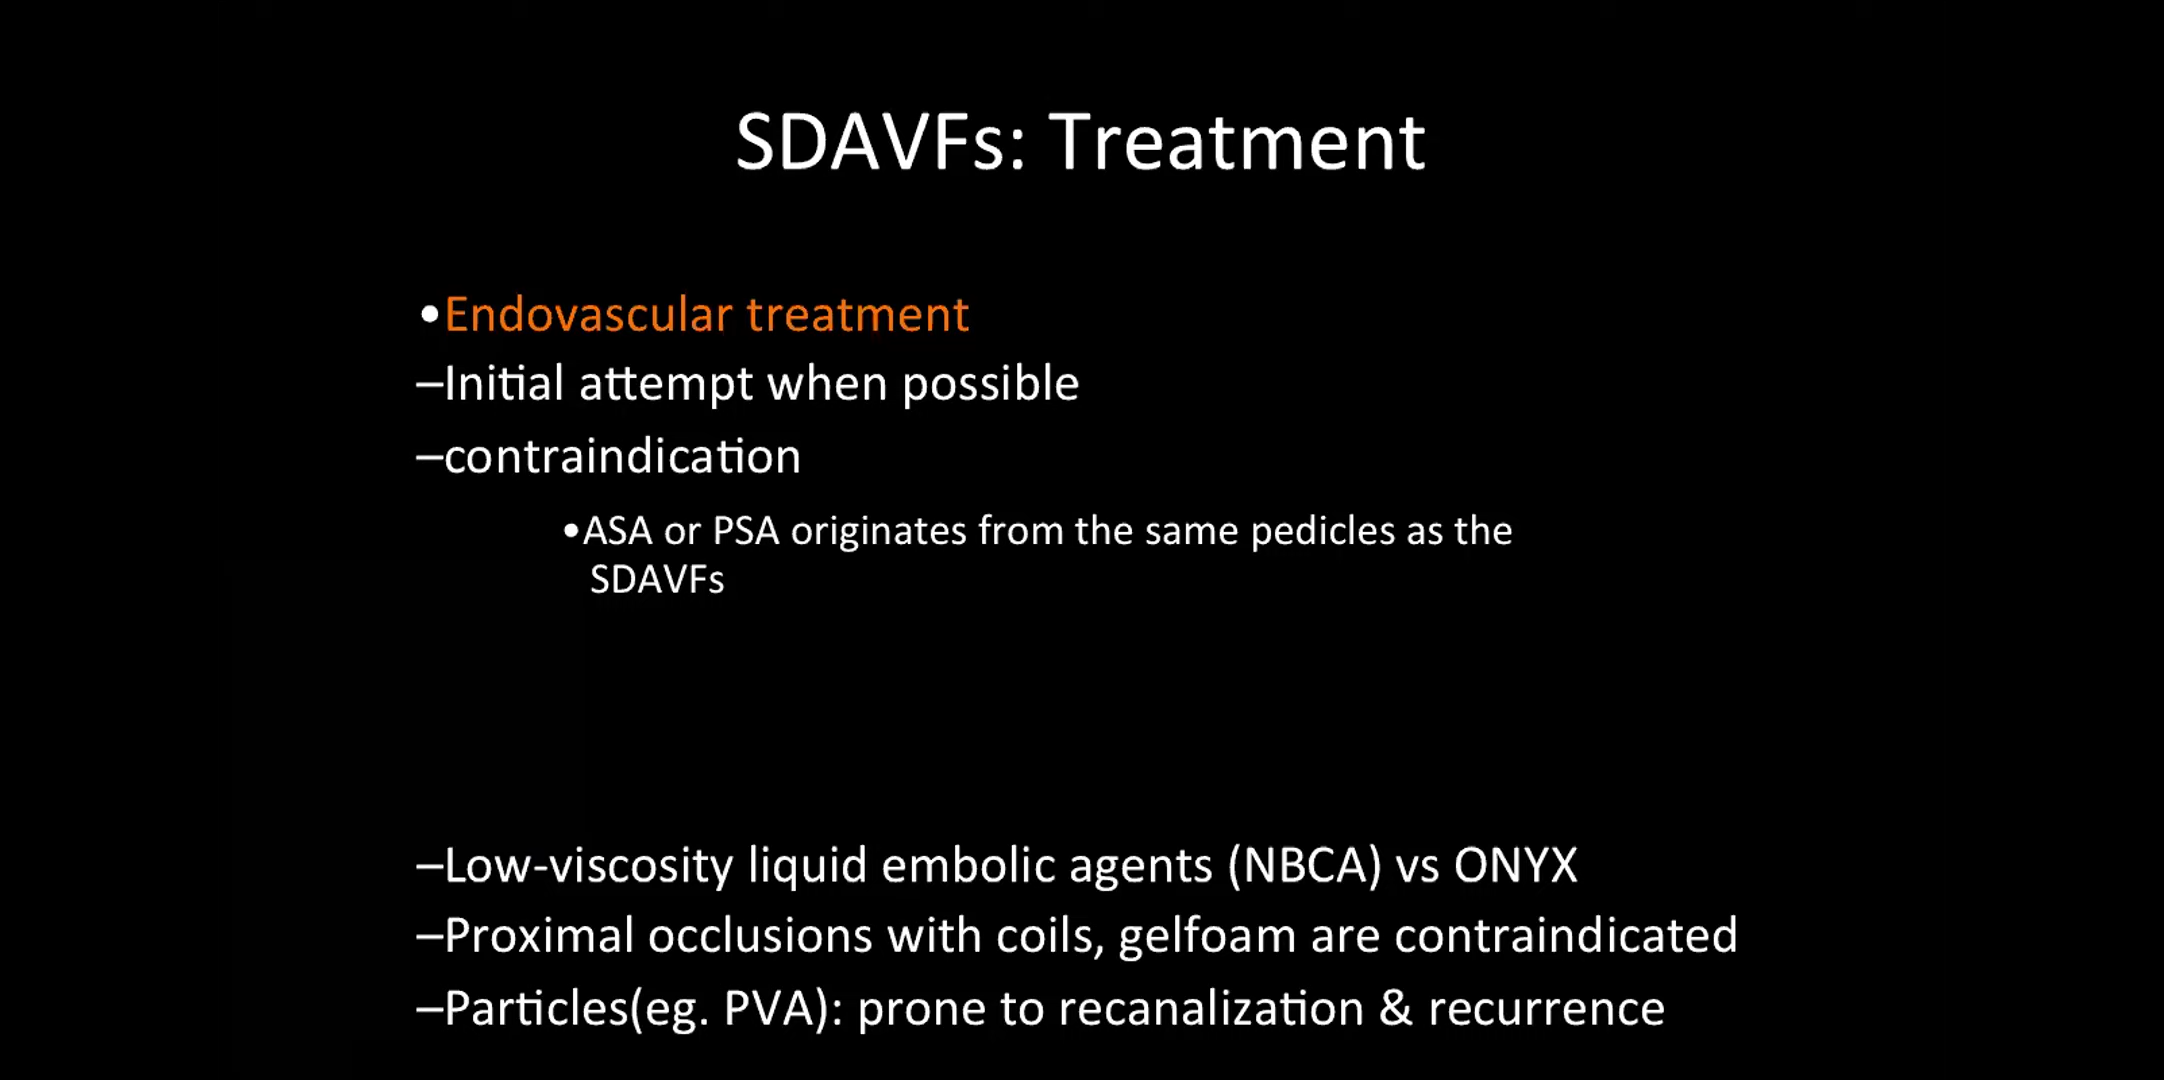 SDAVFs: Treatment
•Endovascular treatment
–Initial attempt when possible
–contraindication
•ASA or PSA originates from the same pedicles as the
SDAVFs
–Low-viscosity liquid embolic agents (NBCA) vs ONYX
–Proximal occlusions with coils, gelfoam are contraindicated
–Particles(eg. PVA): prone to recanalization & recurrence